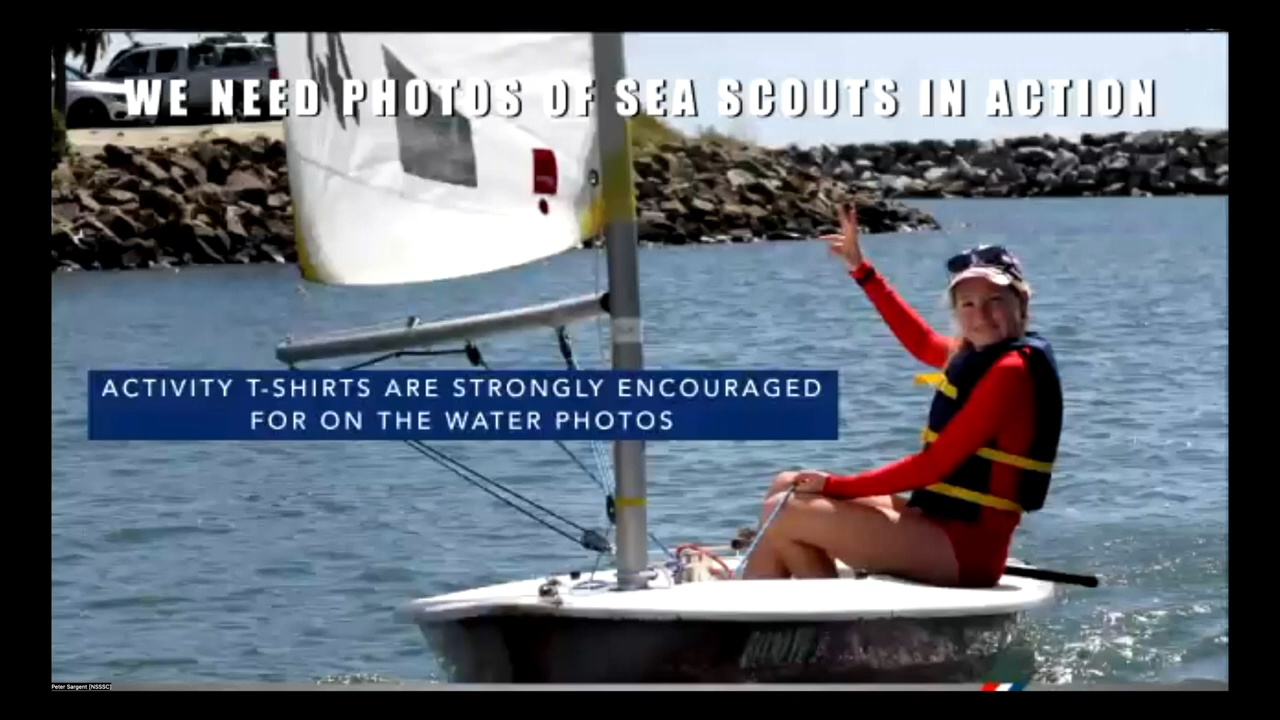 WE NEED PHOTOS OF SEA SCOUTS IN ACTION
ACTIVITY T-SHIRTS ARE STRONGLY ENCOURAGED
FOR ON THE WATER PHOTOS
Peter Sargent [NSSSC]